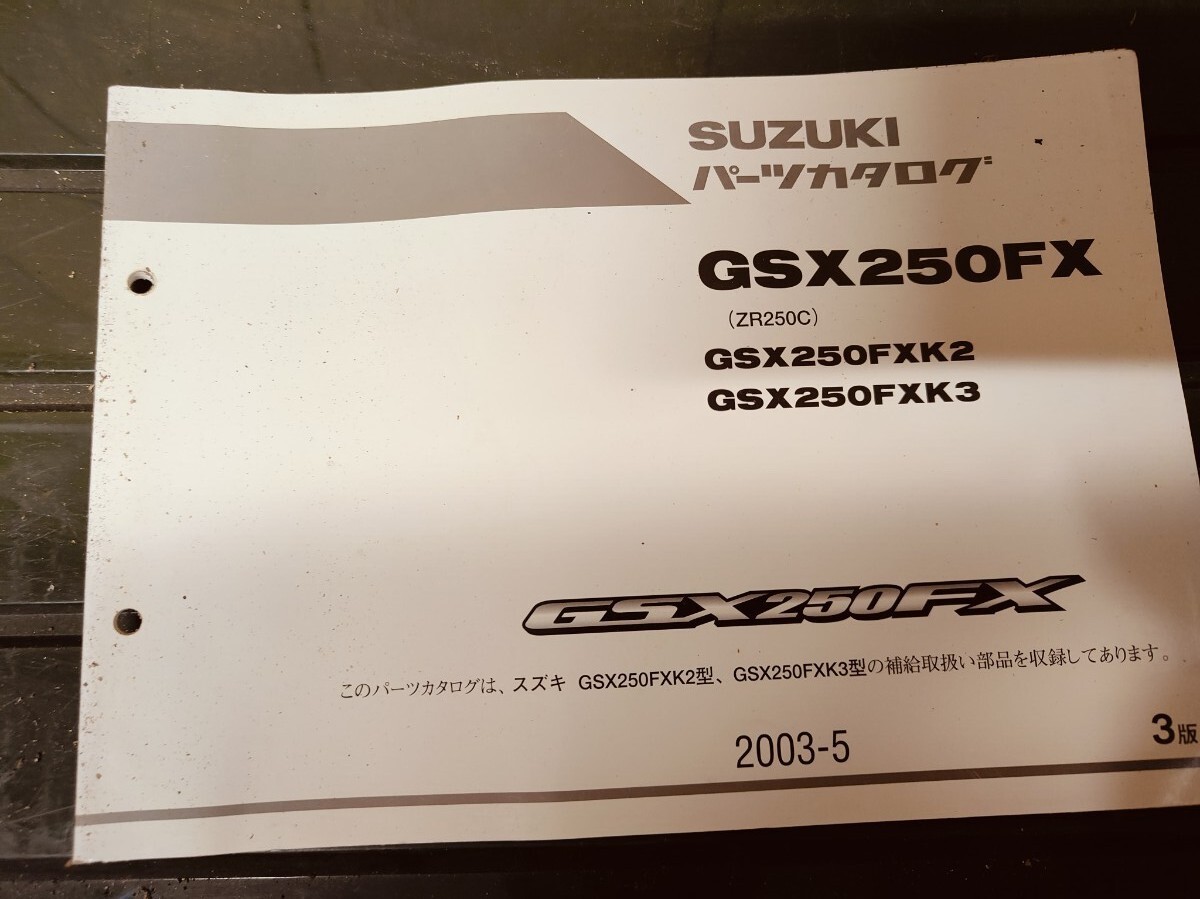 SUZUKI
パーツカタログ
GSX250FX
(ZR250C)
GSX250FXK2
GSX250FXK3
GSX250FX
このパーツカタログは、スズキ GSX250FXK2型、GSX250FXK3型の補給取扱い部品を収録してあります。
2003-5
3版